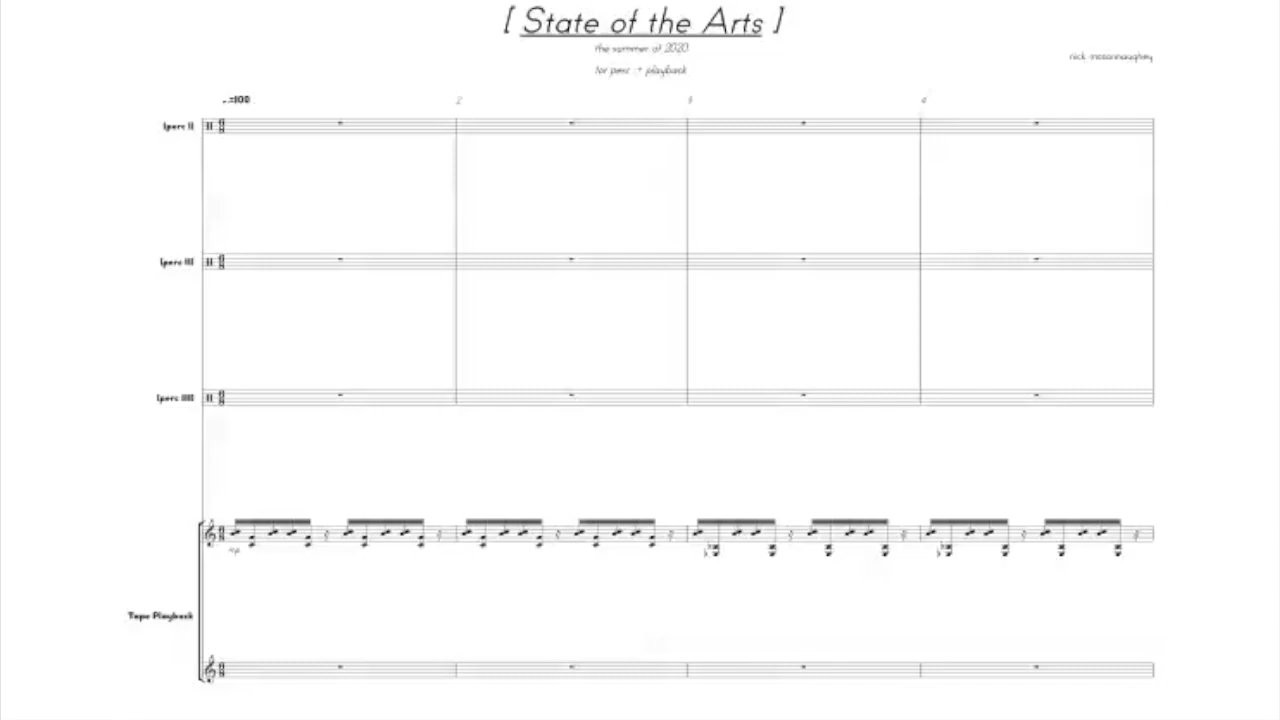 [ State of the Arts ]
the summer of 2020
for perc + playback
nick mcconnaughey
=100
2
3
4
[perc I]
[perc II]
[perc III]
mp
Tape Playback